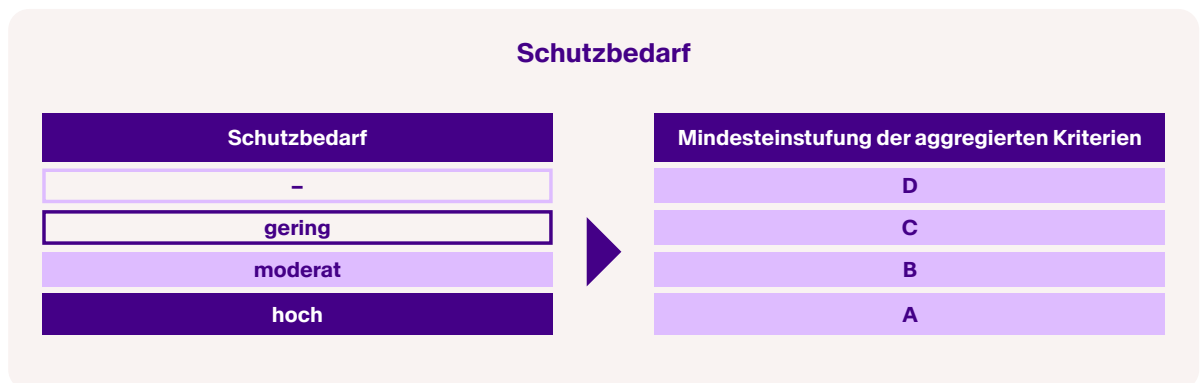 Schutzbedarf
Schutzbedarf
Mindesteinstufung der aggregierten Kriterien
–
D
gering
C
moderat
B
hoch
A